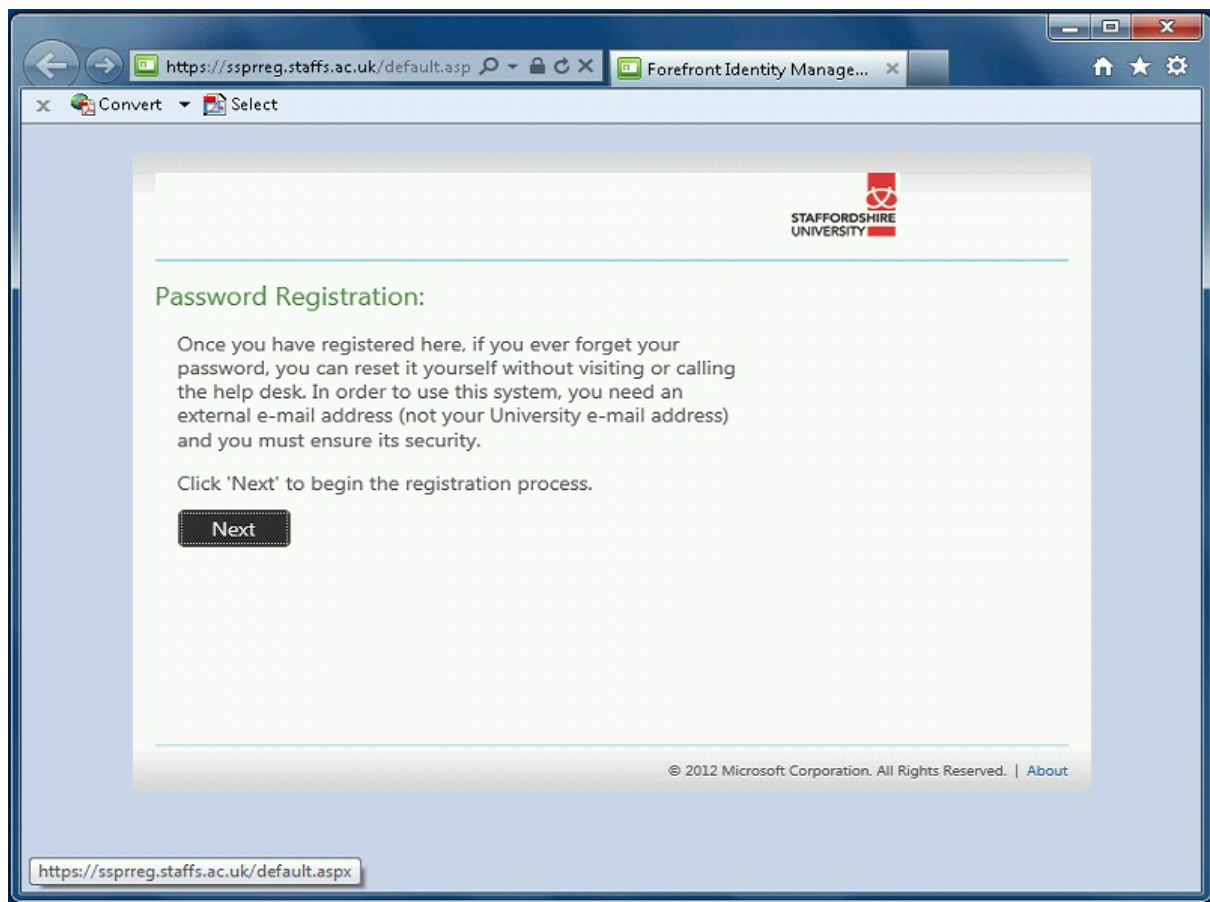 https://ssprreg.staffs.ac.uk/default.asp
Forefront Identity Manage...
x Convert Select
STAFFORDSHIRE
UNIVERSITY
Password Registration:
Once you have registered here, if you ever forget your
password, you can reset it yourself without visiting or calling
the help desk. In order to use this system, you need an
external e-mail address (not your University e-mail address)
and you must ensure its security.
Click 'Next' to begin the registration process.
Next
© 2012 Microsoft Corporation. All Rights Reserved. | About
https://ssprreg.staffs.ac.uk/default.aspx